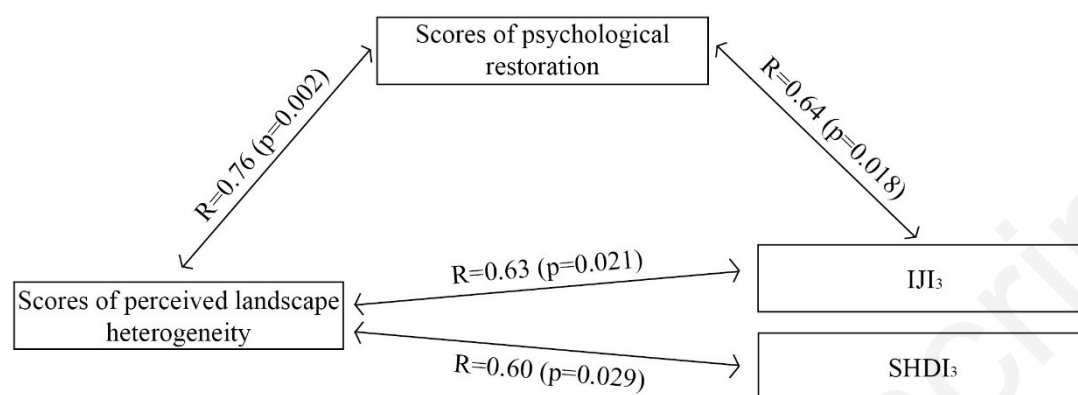 Scores of psychological
restoration
R=0.76 (p=0.002)
R=0.64 (p=0.018)
Scores of perceived landscape
heterogeneity
R=0.63 (p=0.021)
IJI₃
R=0.60 (p=0.029)
SHDI₃